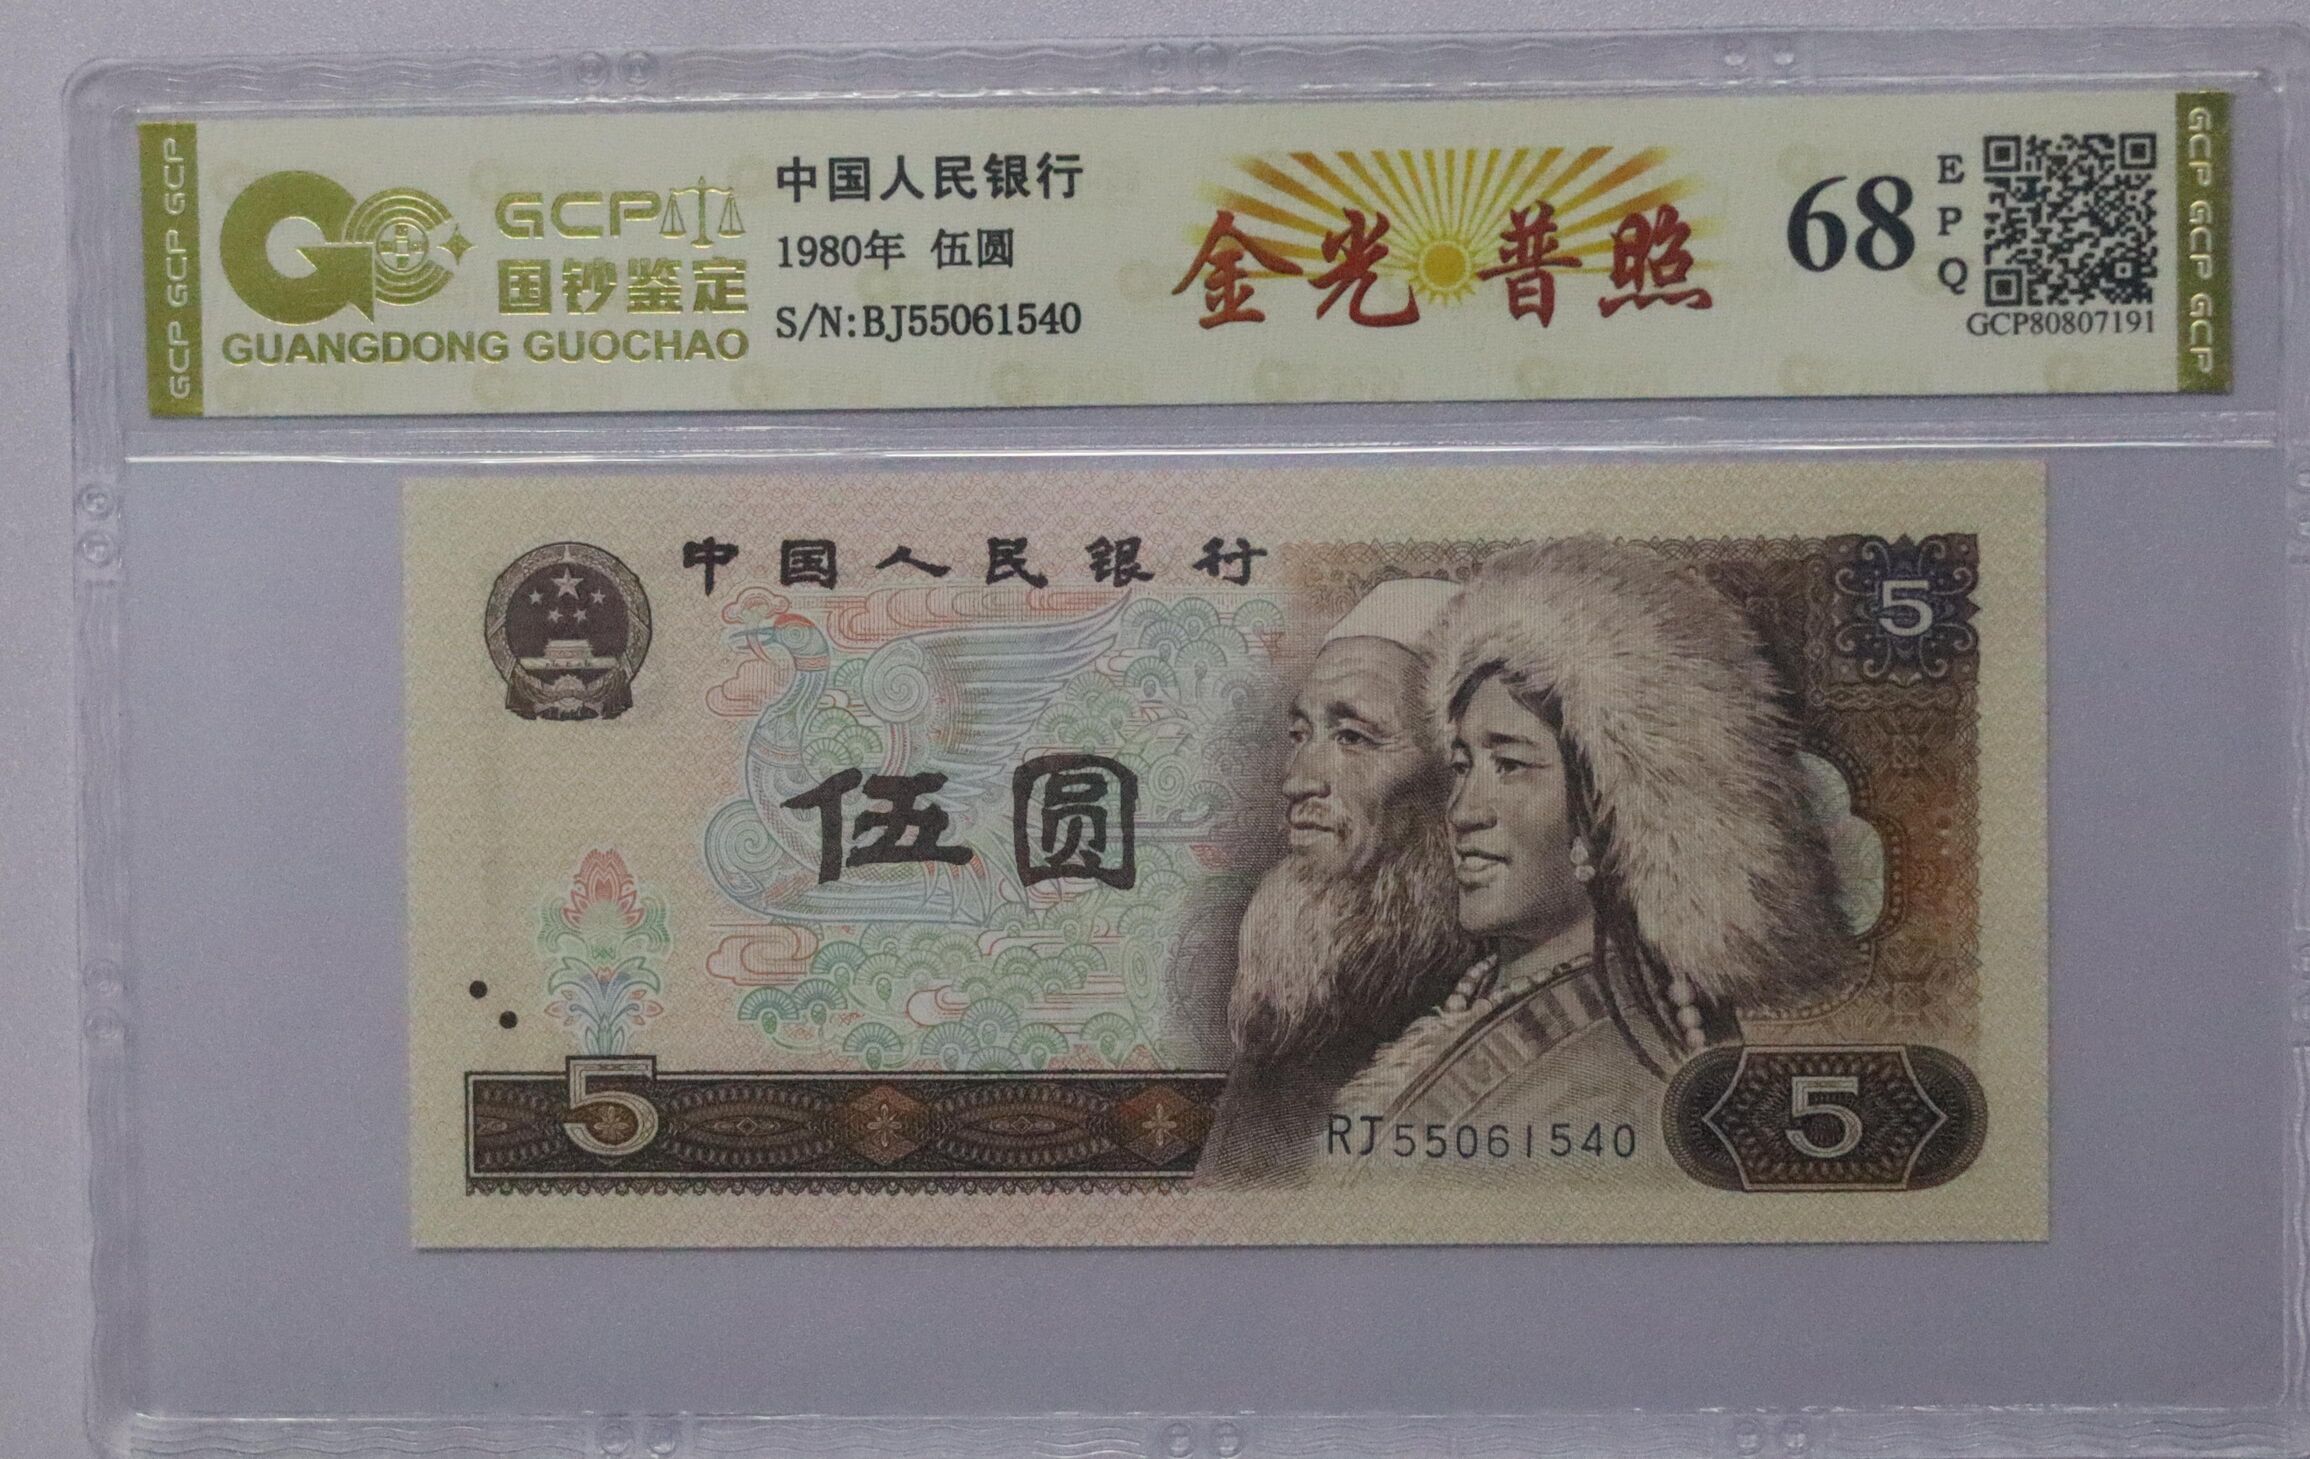 GCP GCP GCP
GCP
国钞鉴定
GUANGDONG GUOCHAO
中国人民银行
1980年 伍圆
S/N:BJ55061540
金光普照
68
E
P
Q
GCP80807191
GCP GCP GCP
中国人民银行
5
伍圆
5
RJ55061540
5